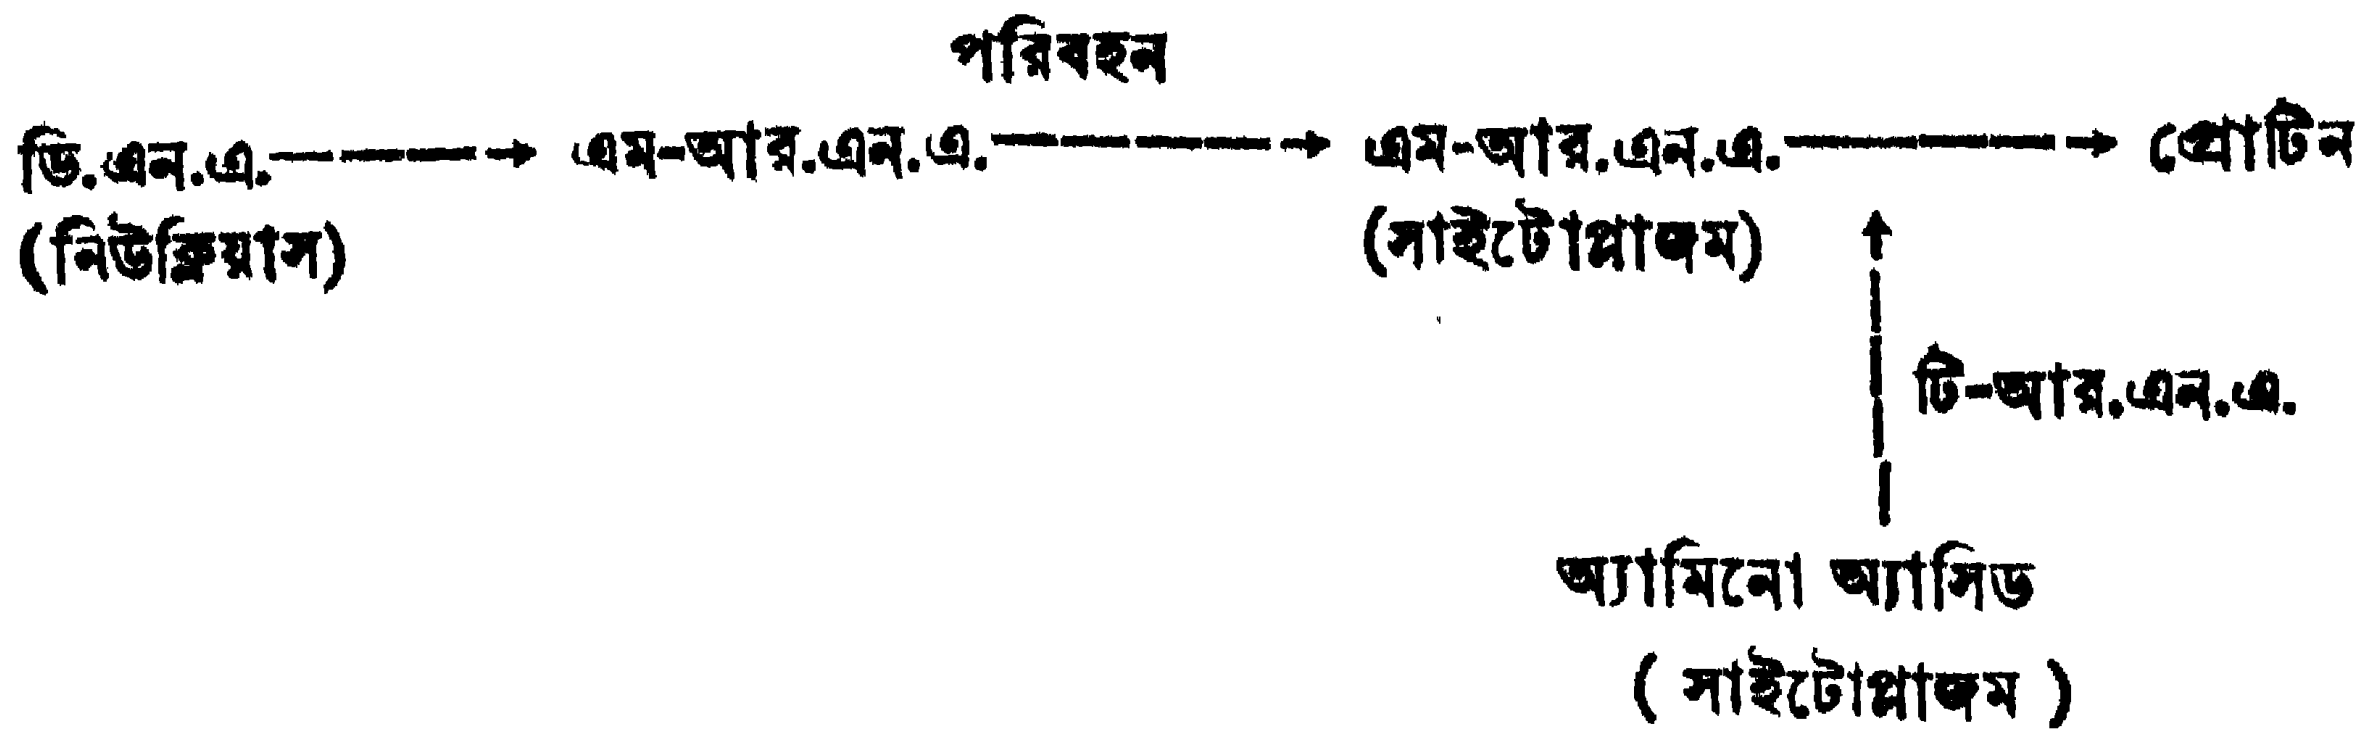 পরিবহন
ডি.এন.এ. এম-আর.এন.এ. এম-আর.এন.এ. প্রোটিন
(নিউক্লিয়াস) (সাইটোপ্লাজম)
টি-আর.এন.এ.
অ্যামিনো অ্যাসিড
( সাইটোপ্লাজম )